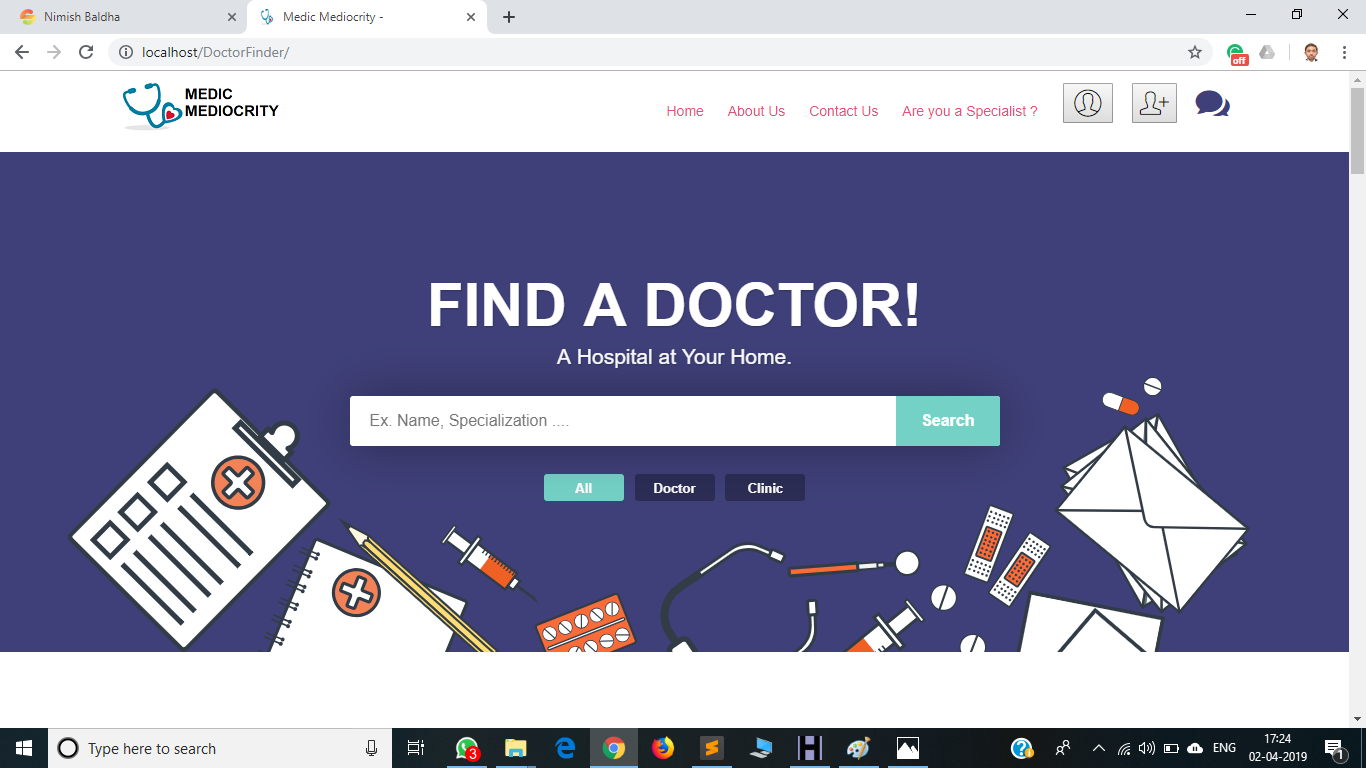 Nimish Baldha
Medic Mediocrity -
localhost/DoctorFinder/
off
MEDIC
MEDIOCRITY
Home
About Us
Contact Us
Are you a Specialist ?
FIND A DOCTOR!
A Hospital at Your Home.
Ex. Name, Specialization ....
Search
All
Doctor
Clinic
Type here to search
3
ENG
17:24
02-04-2019
1